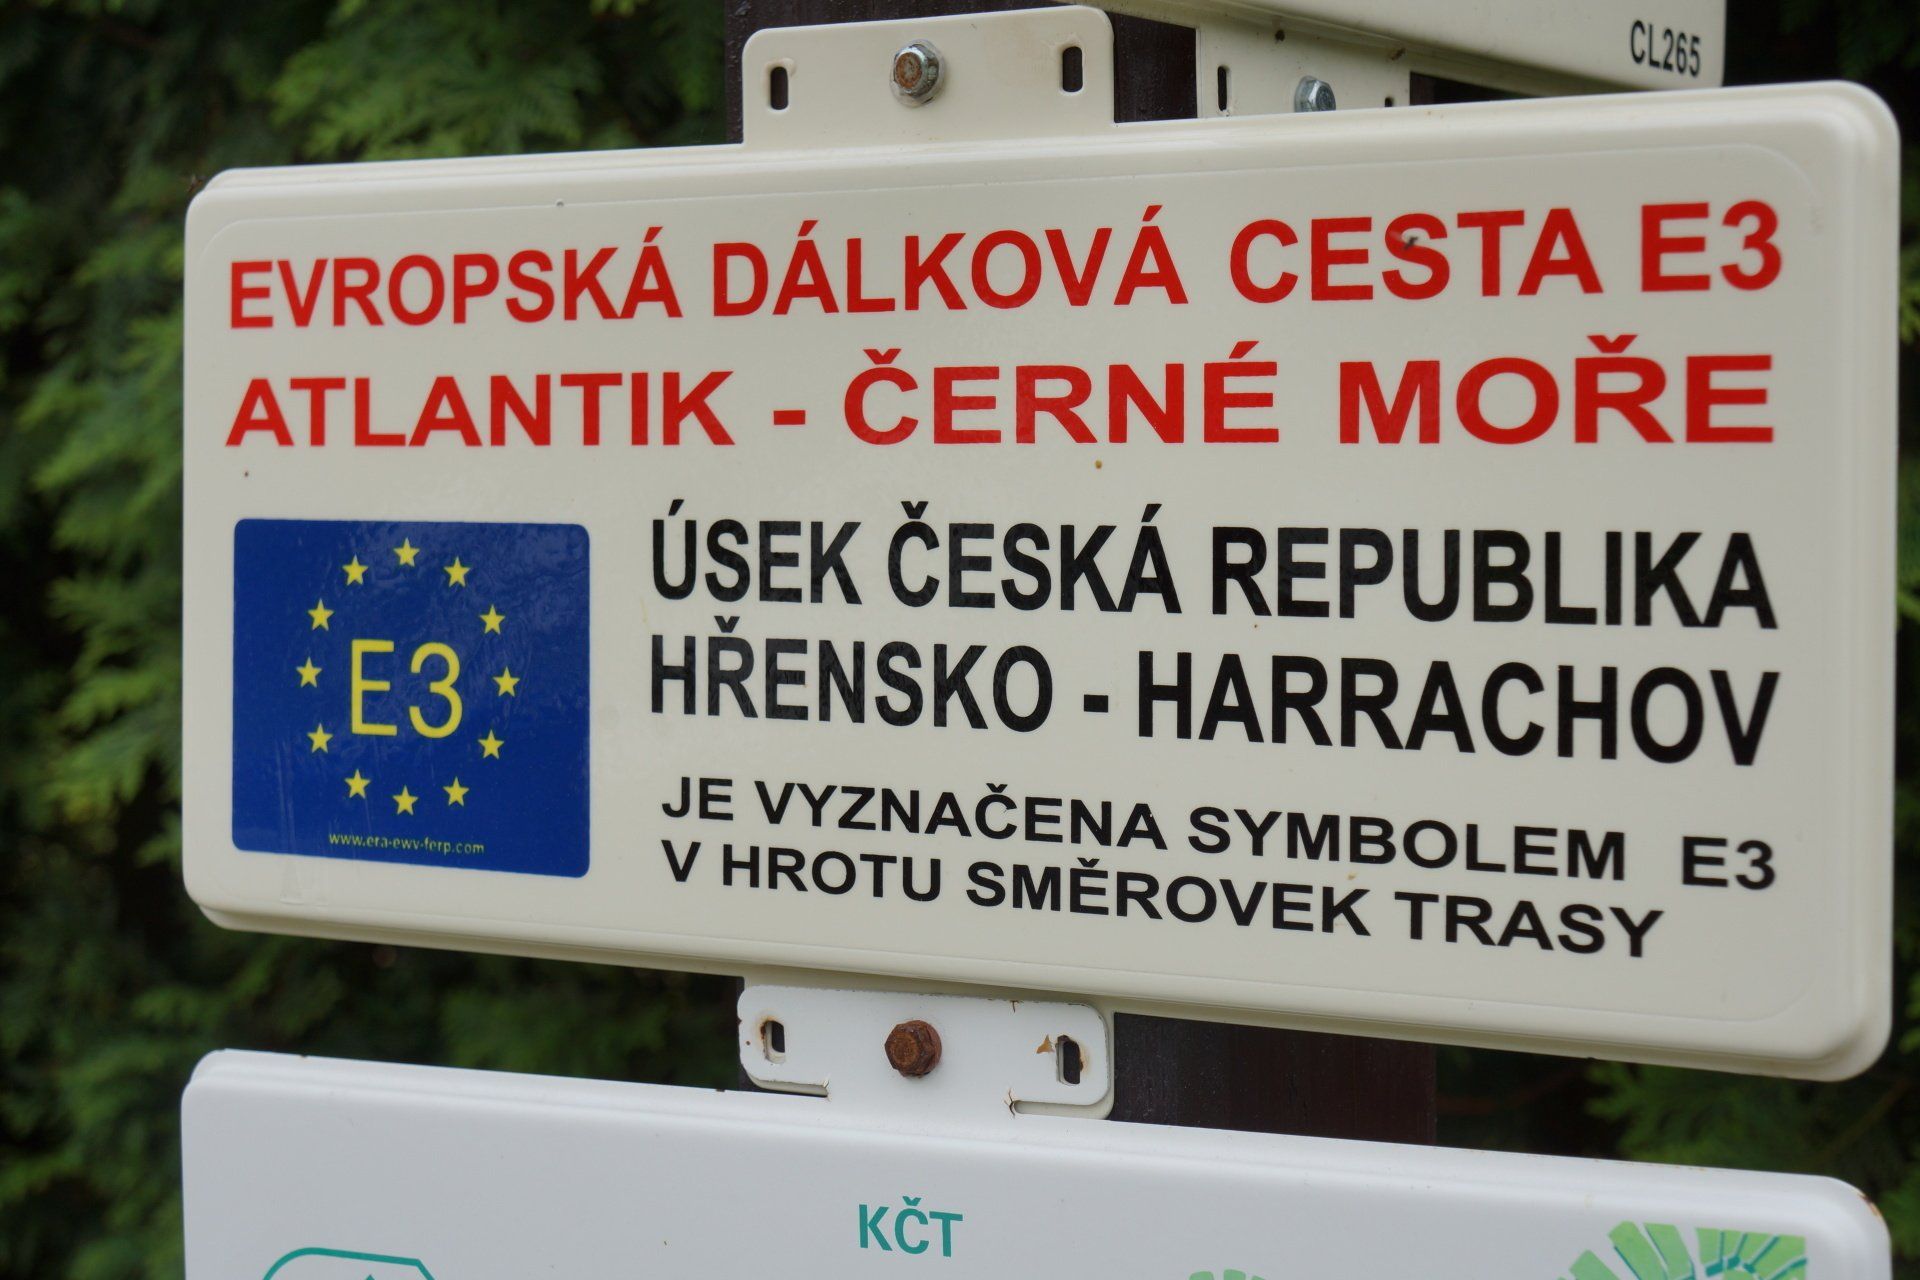 CL265
EVROPSKÁ DÁLKOVÁ CESTA E3
ATLANTIK - ČERNÉ MOŘE
ÚSEK ČESKÁ REPUBLIKA
HŘENSKO - HARRACHOV
JE VYZNAČENA SYMBOLEM E3
V HROTU SMĚROVEK TRASY
E3
www.era-ewv-ferp.com
KČT